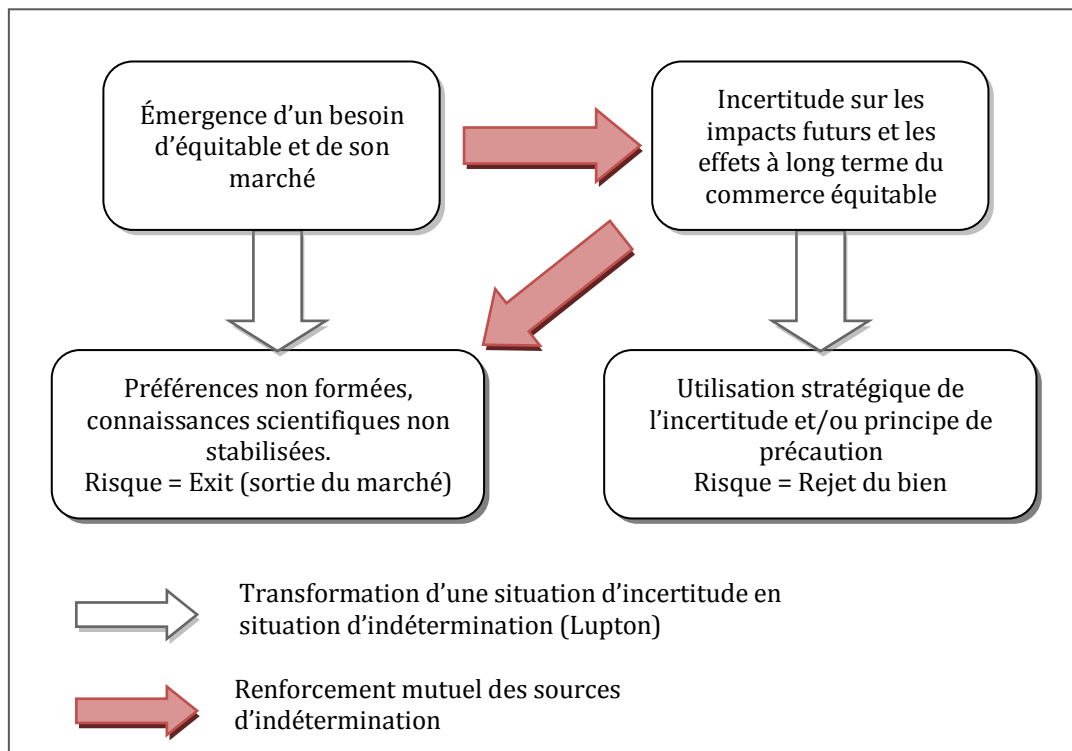 Émergence d’un besoin
d’équitable et de son
marché
Incertitude sur les
impacts futurs et les
effets à long terme du
commerce équitable
Préférences non formées,
connaissances scientifiques non
stabilisées.
Risque = Exit (sortie du marché)
Utilisation stratégique de
l’incertitude et/ou principe de
précaution
Risque = Rejet du bien
Transformation d’une situation d’incertitude en
situation d’indétermination (Lupton)
Renforcement mutuel des sources
d’indétermination